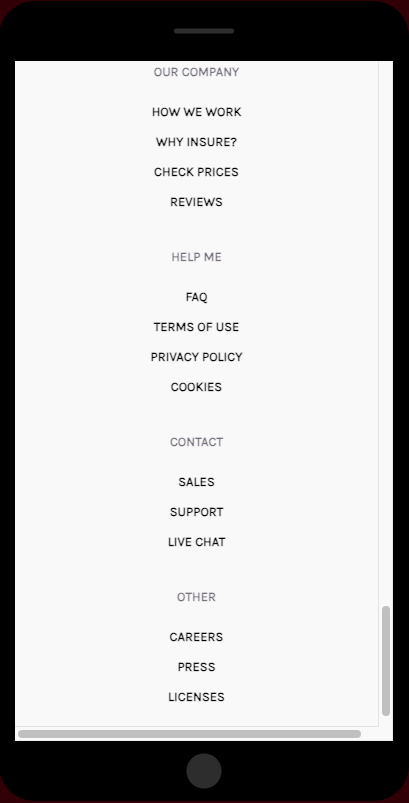 OUR COMPANY
HOW WE WORK
WHY INSURE?
CHECK PRICES
REVIEWS
HELP ME
FAQ
TERMS OF USE
PRIVACY POLICY
COOKIES
CONTACT
SALES
SUPPORT
LIVE CHAT
OTHER
CAREERS
PRESS
LICENSES